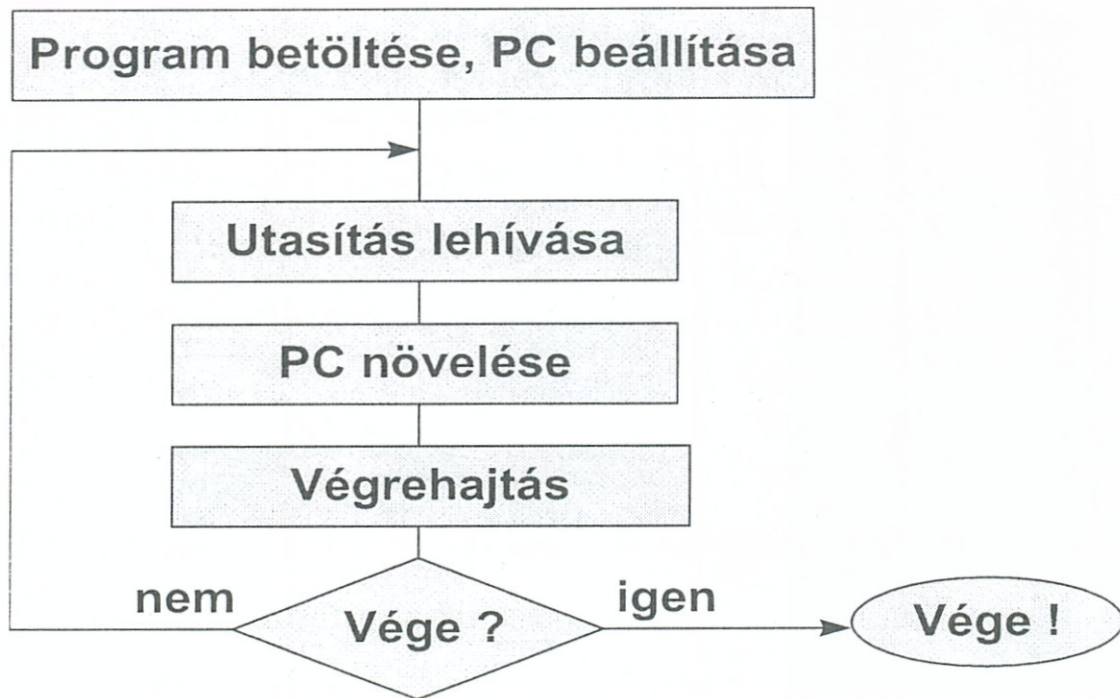 Program betöltése, PC beállítása
Utasítás lehívása
PC növelése
Végrehajtás
Vége ?
nem
igen
Vége !